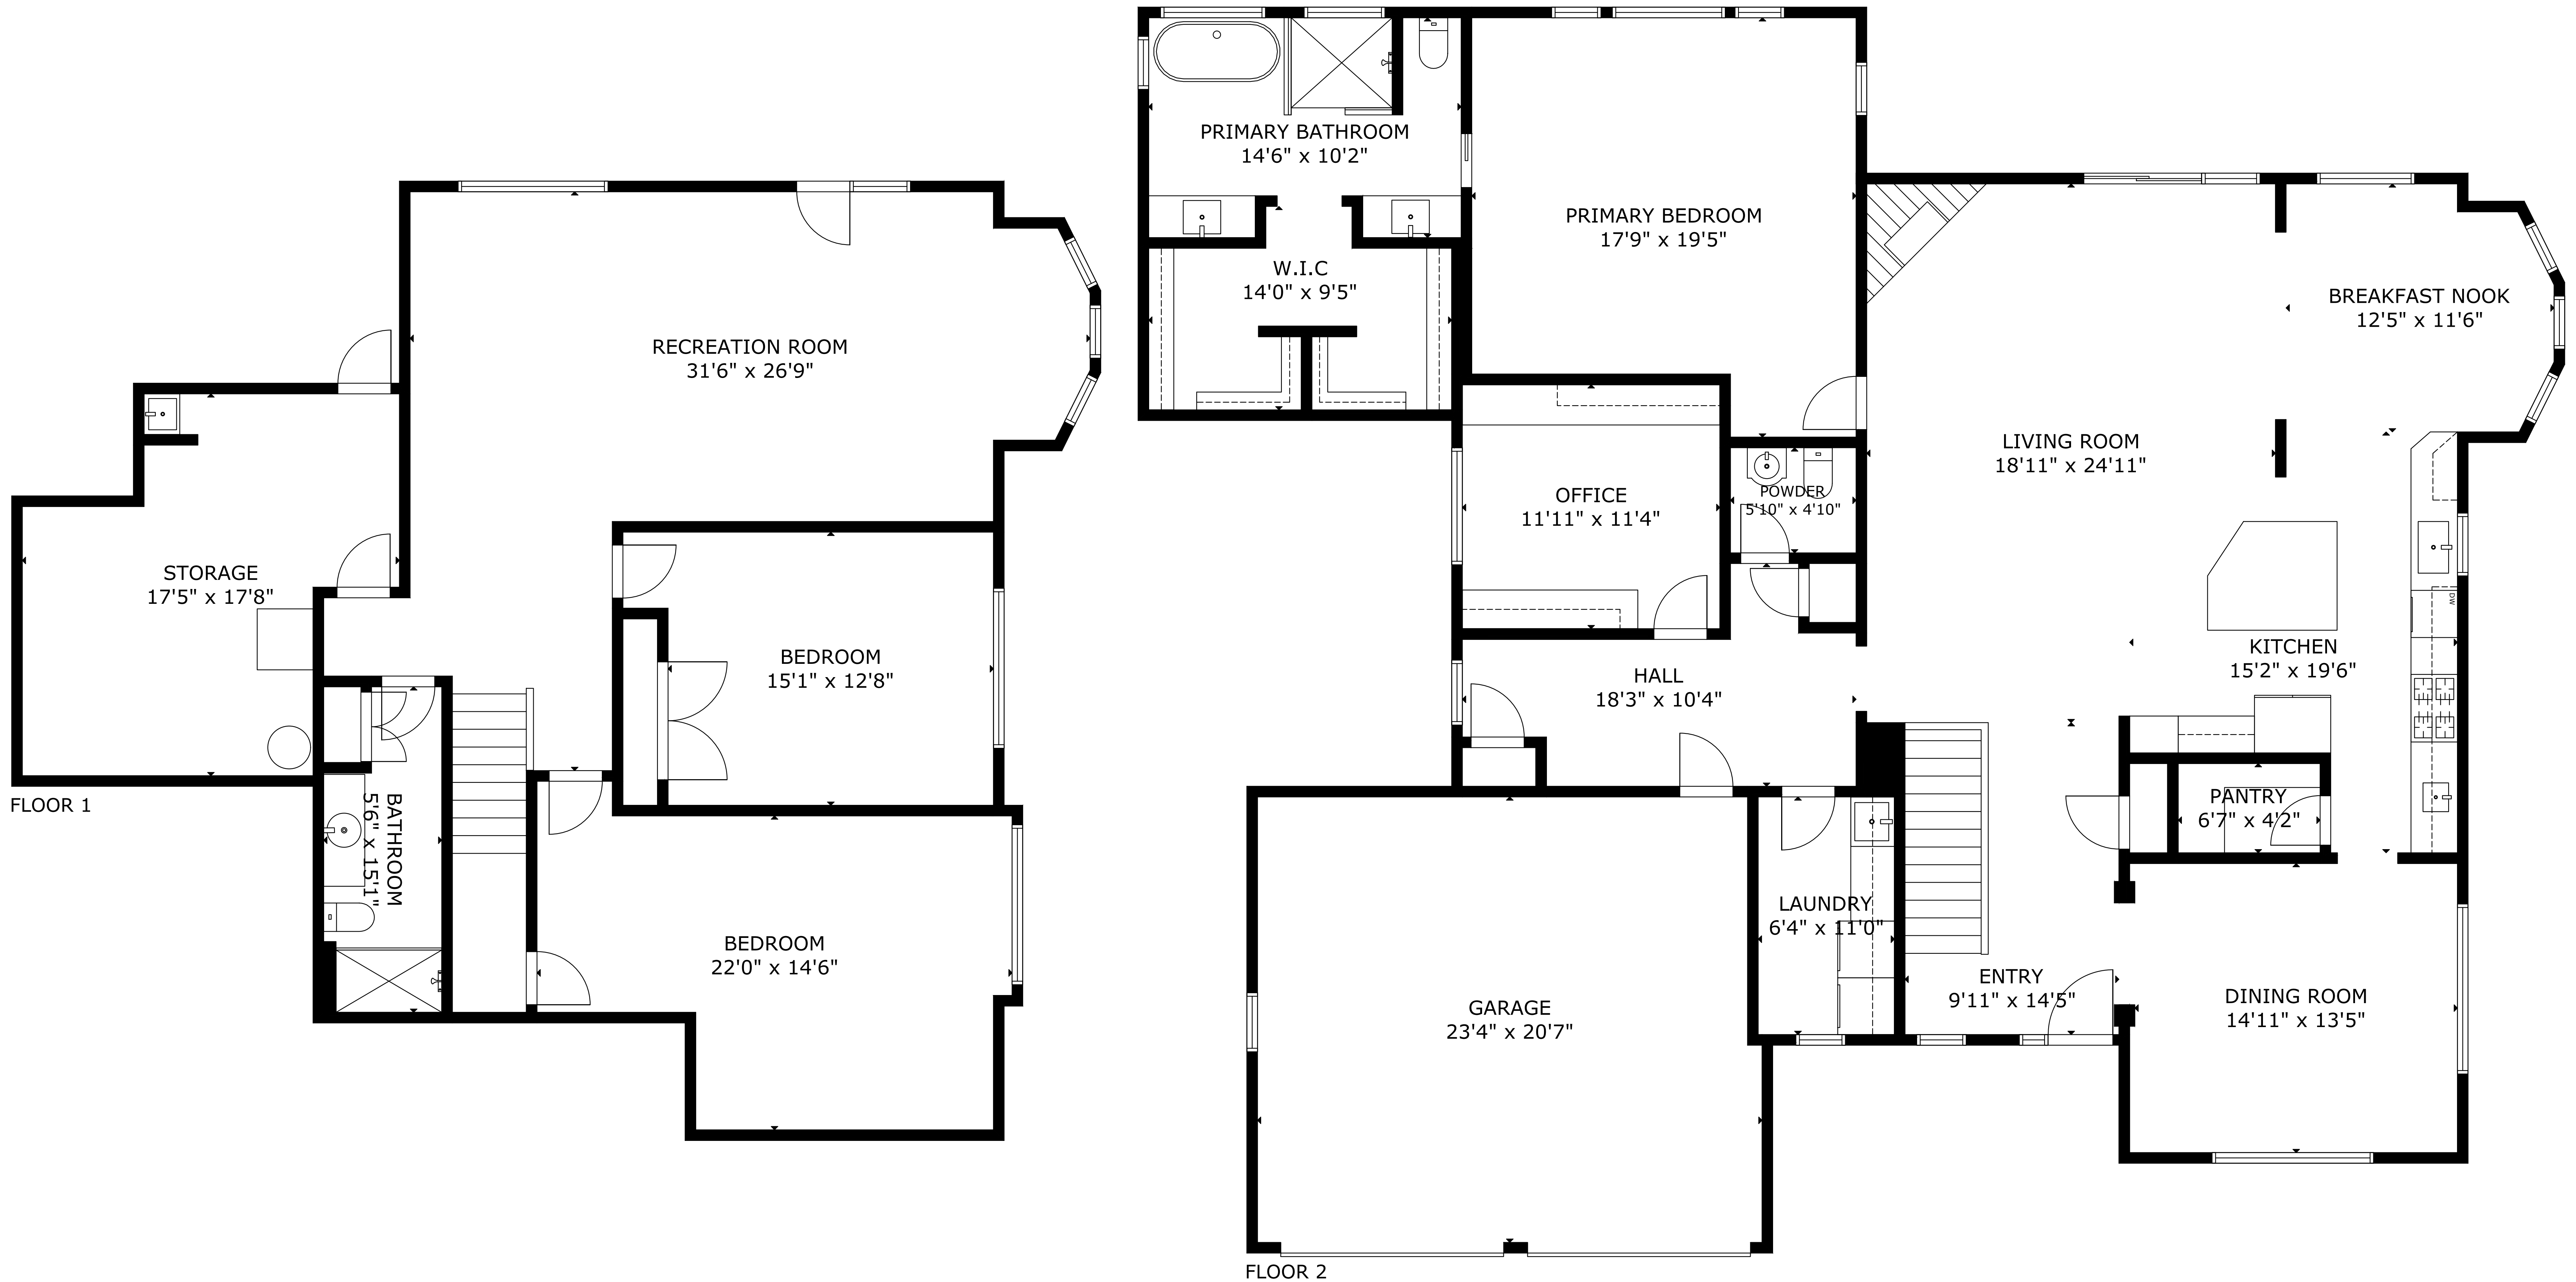 RECREATION ROOM
31'6" x 26'9"
STORAGE
17'5" x 17'8"
BEDROOM
15'1" x 12'8"
BATHROOM
5'6" x 15'1"
BEDROOM
22'0" x 14'6"
FLOOR 1
PRIMARY BATHROOM
14'6" x 10'2"
PRIMARY BEDROOM
17'9" x 19'5"
W.I.C
14'0" x 9'5"
BREAKFAST NOOK
12'5" x 11'6"
LIVING ROOM
18'11" x 24'11"
OFFICE
11'11" x 11'4"
POWDER
5'10" x 4'10"
DW
KITCHEN
15'2" x 19'6"
HALL
18'3" x 10'4"
PANTRY
6'7" x 4'2"
LAUNDRY
6'4" x 11'0"
ENTRY
9'11" x 14'5"
DINING ROOM
14'11" x 13'5"
GARAGE
23'4" x 20'7"
FLOOR 2